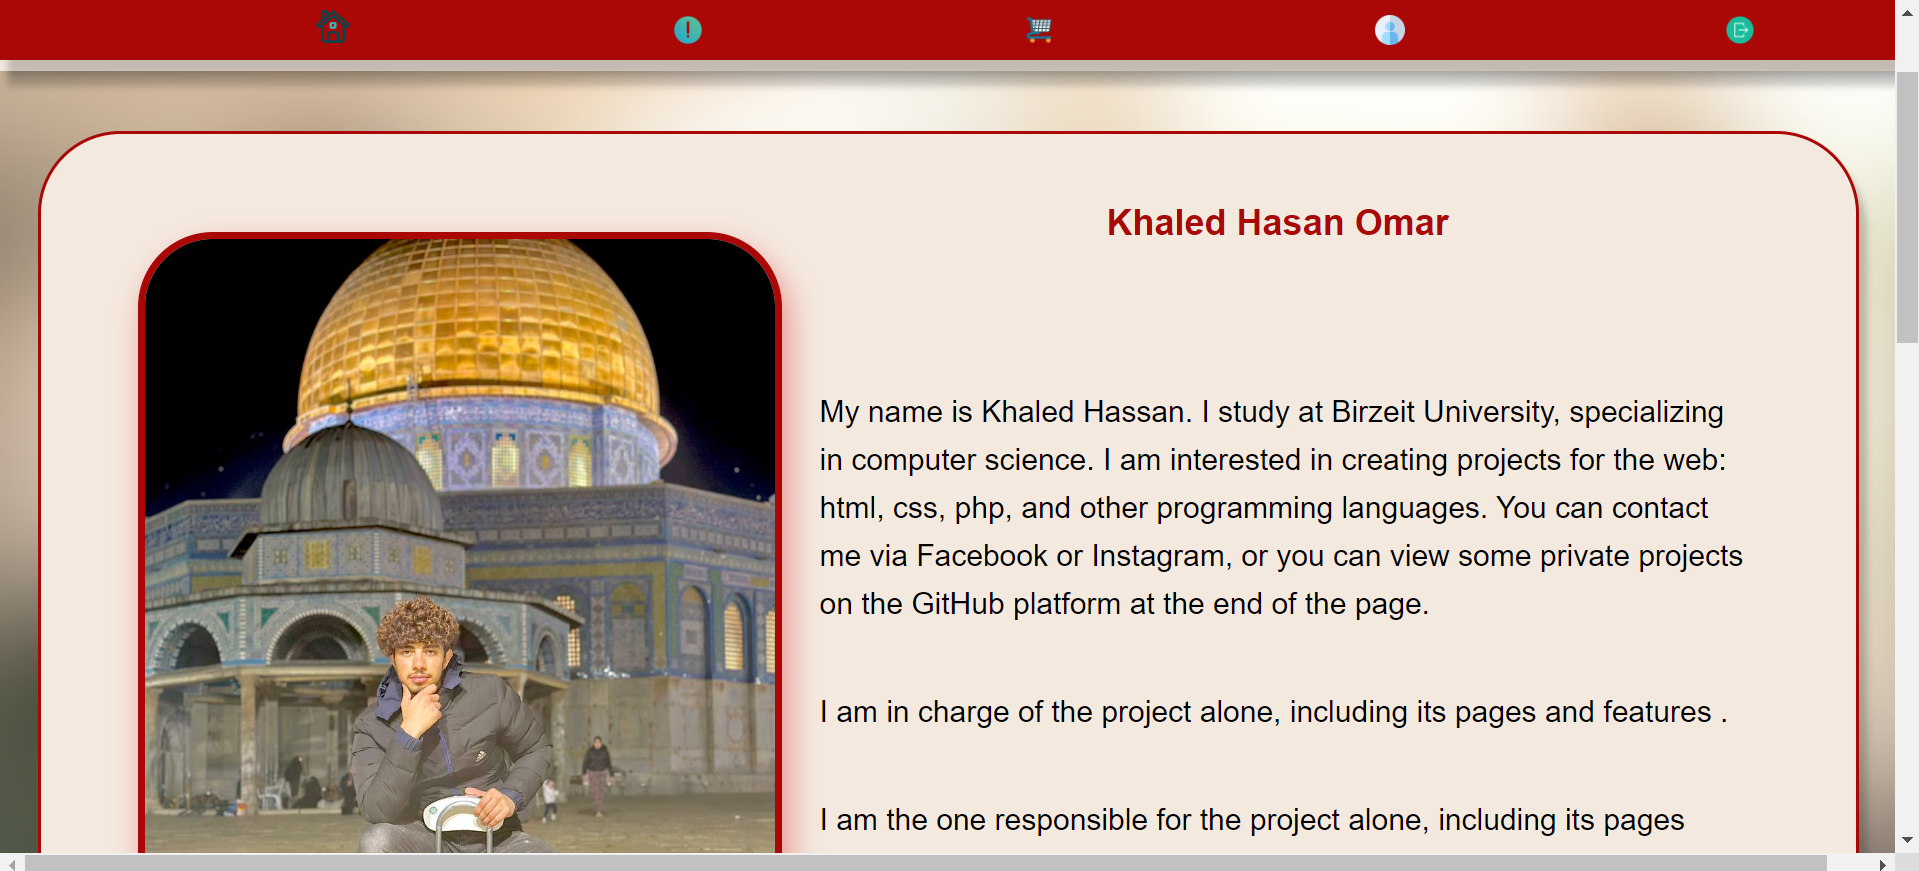 Khaled Hasan Omar
My name is Khaled Hassan. I study at Birzeit University, specializing
in computer science. I am interested in creating projects for the web:
html, css, php, and other programming languages. You can contact
me via Facebook or Instagram, or you can view some private projects
on the GitHub platform at the end of the page.
I am in charge of the project alone, including its pages and features .
I am the one responsible for the project alone, including its pages